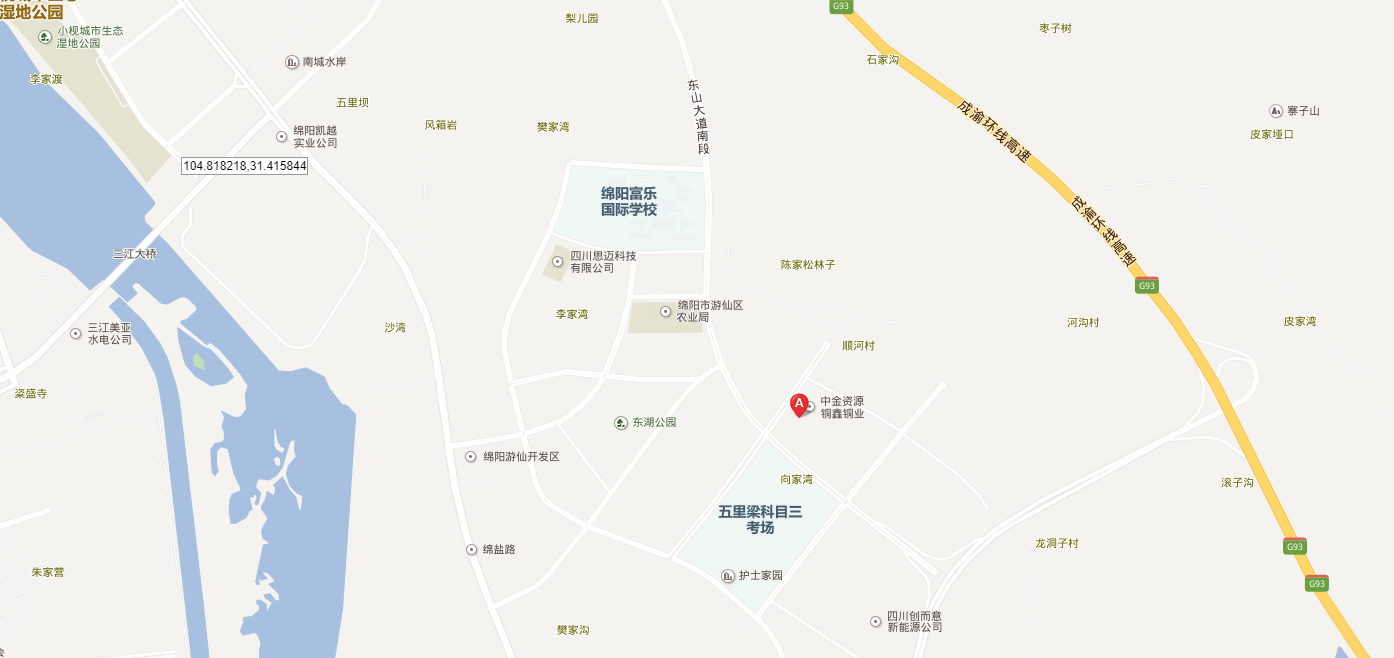 湿地公园
小枧城市生态
湿地公园
李家渡
南城水岸
五里坝
绵阳凯越
实业公司
104.818218,31.415844
三江大桥
三江美亚
水电公司
粢盛寺
朱家营
沙湾
风箱岩
梨儿园
樊家湾
东山大道南段
绵阳富乐
国际学校
四川思迈科技
有限公司
李家湾
绵阳市游仙区
农业局
陈家松林子
顺河村
A
中金资源
铜鑫铜业
东湖公园
绵阳游仙开发区
绵盐路
向家湾
五里梁科目三
考场
护士家园
樊家沟
四川创而意
新能源公司
G93
石家沟
枣子树
成渝环线高速
寨子山
皮家垭口
成渝环线高速
G93
河沟村
皮家湾
滚子沟
龙洞子村
G93
G93